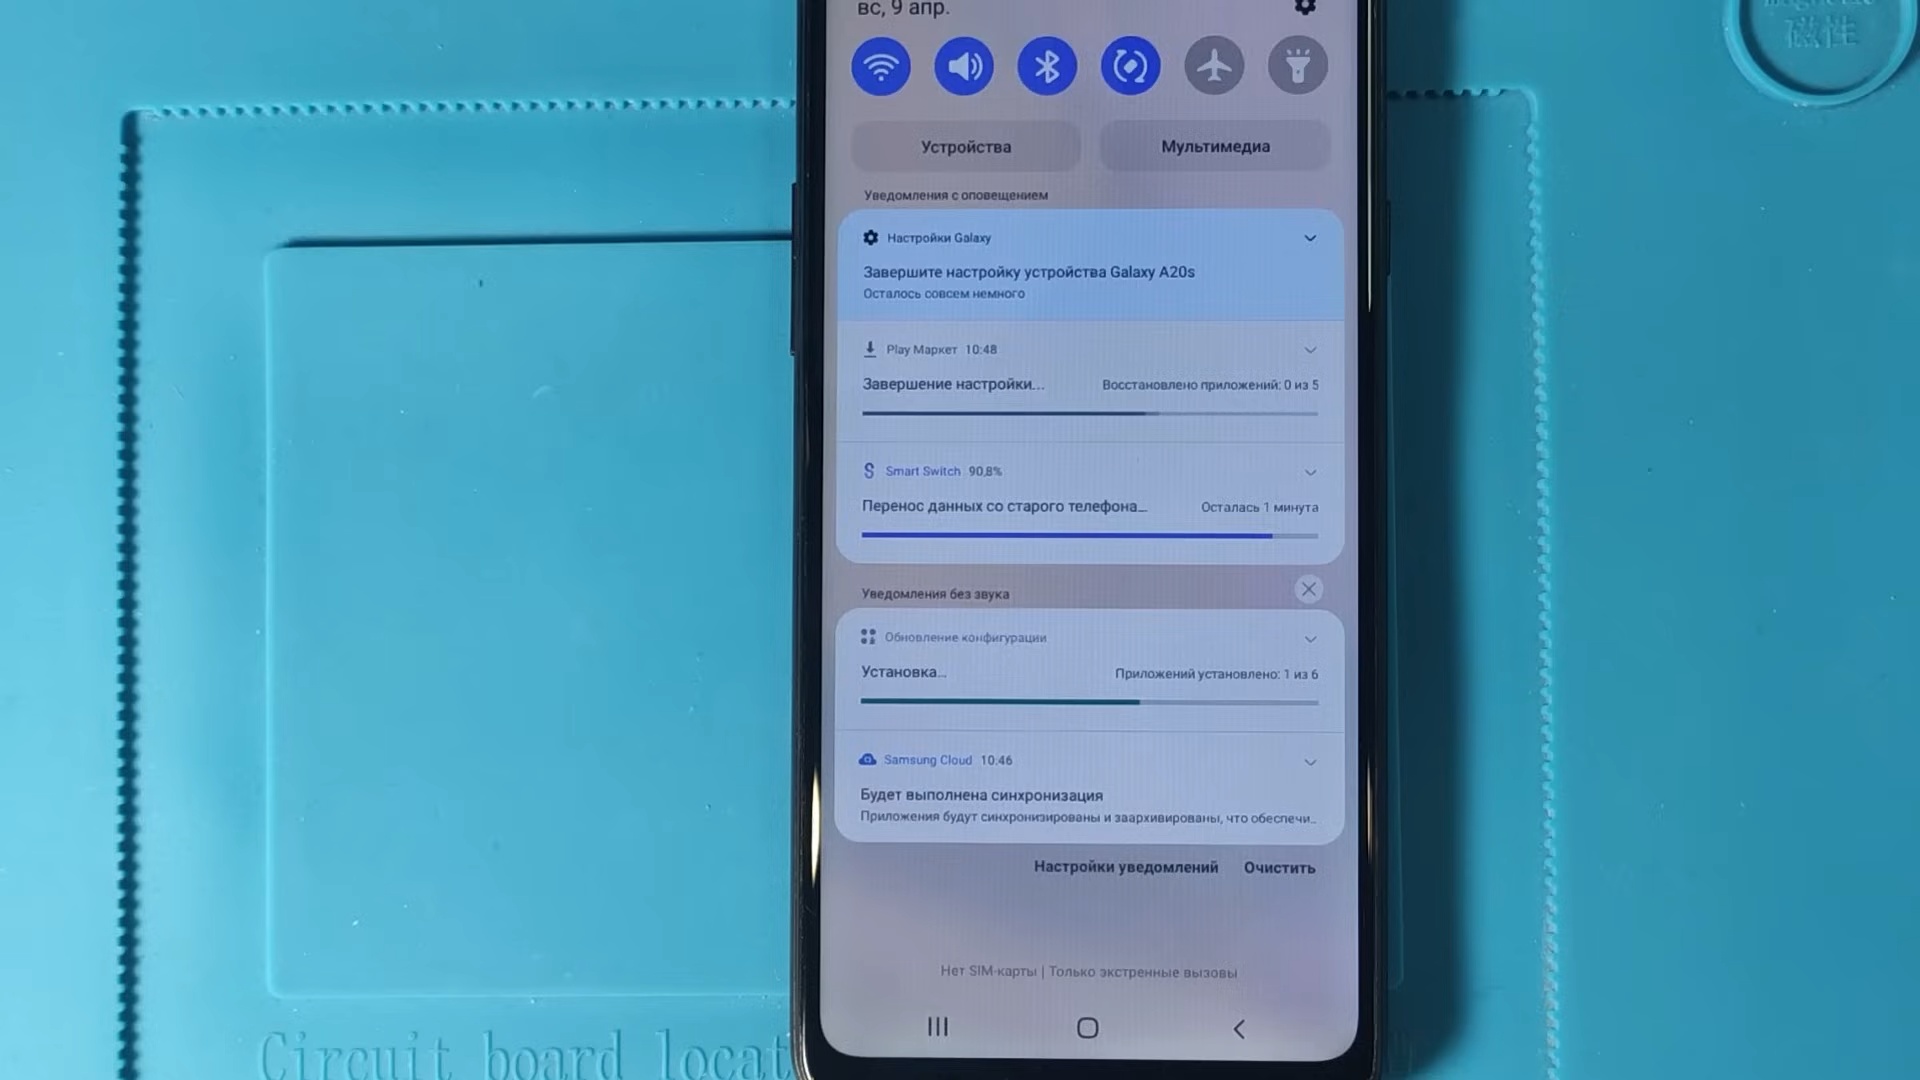 вс, 9 апр.
磁性
Устройства
Мультимедиа
Уведомления с оповещением
Настройки Galaxy
Завершите настройку устройства Galaxy A20s
Осталось совсем немного
Play Маркет 10:48
Завершение настройки... Восстановлено приложений: 0 из 5
Smart Switch 90,8%
Перенос данных со старого телефона... Осталась 1 минута
Уведомления без звука
Обновление конфигурации
Установка... Приложений установлено: 1 из 6
Samsung Cloud 10:46
Будет выполнена синхронизация
Приложения будут синхронизированы и заархивированы, что обеспечи...
Настройки уведомлений Очистить
Нет SIM-карты | Только экстренные вызовы
Circuit board locat